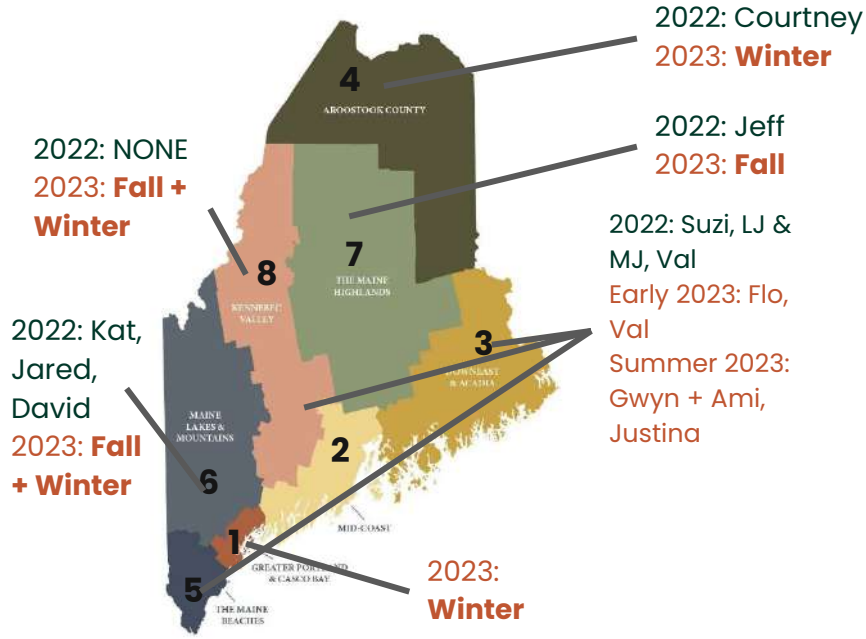 2022: Courtney
2023: Winter
4
AROOSTOOK COUNTY
2022: Jeff
2023: Fall
2022: NONE
2023: Fall +
Winter
2022: Suzi, LJ &
MJ, Val
Early 2023: Flo,
Val
Summer 2023:
Gwyn + Ami,
Justina
7
THE MAINE
HIGHLANDS
8
KENNEBEC
VALLEY
2022: Kat,
Jared,
David
2023: Fall
+ Winter
3
DOWNEAST
& ACADIA
MAINE
LAKES &
MOUNTAINS
2
6
MID-COAST
1
GREATER PORTLAND
& CASCO BAY
2023:
Winter
5
THE MAINE
BEACHES